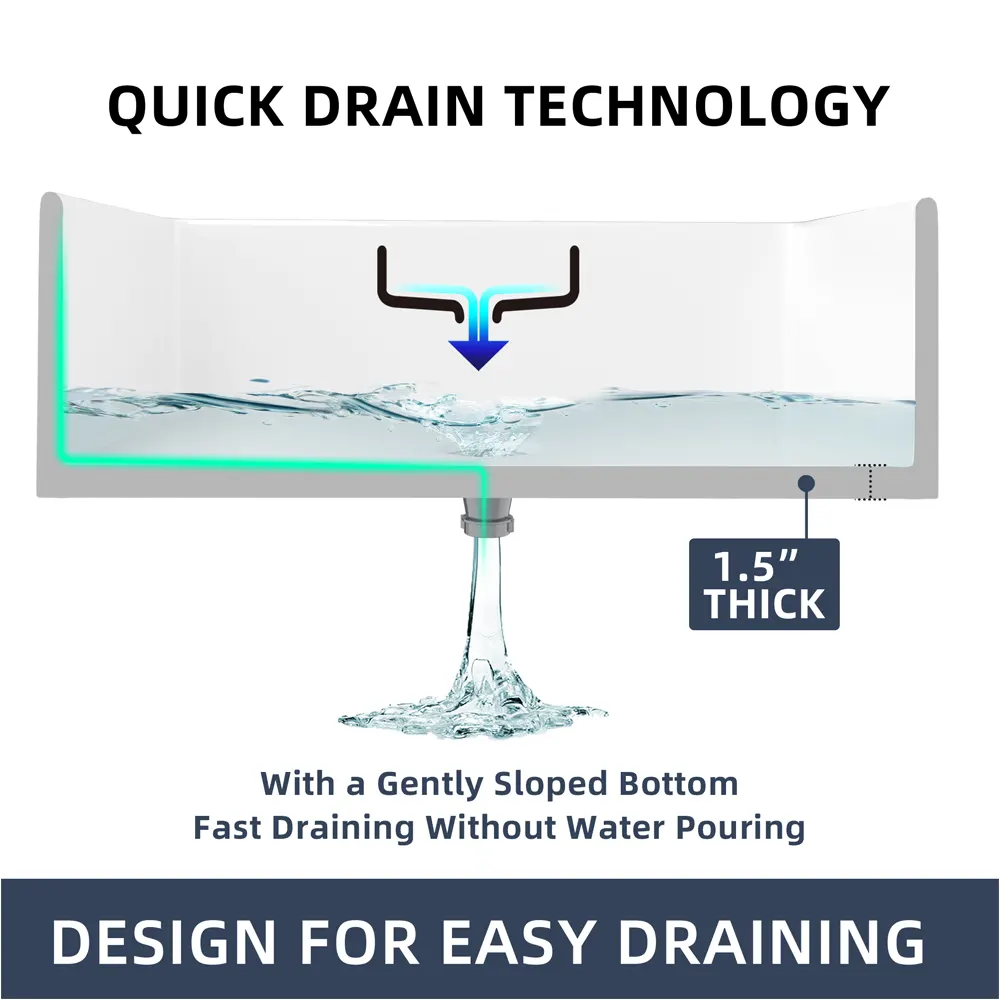 QUICK DRAIN TECHNOLOGY
1.5”
THICK
With a Gently Sloped Bottom
Fast Draining Without Water Pouring
DESIGN FOR EASY DRAINING